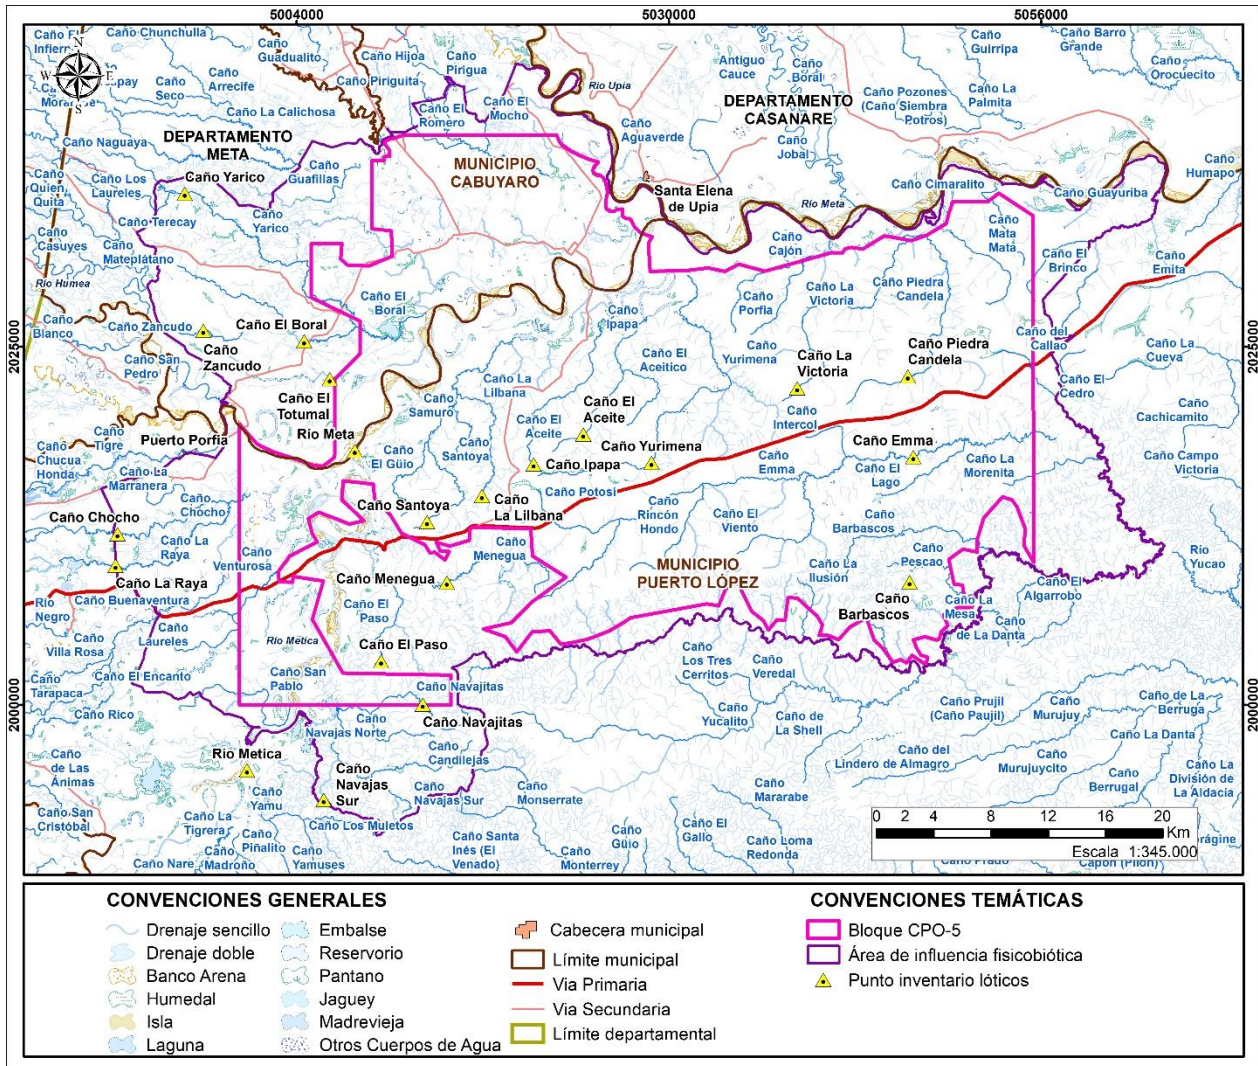 5004000
5030000
5056000
Caño El
Infierno
Caño Chunchulla
Caño
Guadualito
Caño Hijoa
Caño
Pirigua
Caño Piriguita
Caño
Seco
Caño
Arrecife
Caño La Calichosa
Caño El
Romero
Caño El
Mocho
Río Upía
Antiguo
Cauce
Caño
Boral
Caño
Guirripa
Caño Barro
Grande
Caño
Orocuecito
DEPARTAMENTO
CASANARE
Caño Pozones
(Caño Siembra
Potros)
Caño La
Palmita
Caño
Aguaverde
Caño
Jobal
DEPARTAMENTO
META
Caño Naguaya
Caño
Quien
Quita
Caño Los
Laureles
Caño Yarico
Caño
Guafillas
MUNICIPIO
CABUYARO
Santa Elena
de Upia
Río Meta
Caño Cimaralito
Caño Guayuriba
Caño
Humapo
Caño Terecay
Caño
Yarico
Caño
Casuyes
Caño
Mateplátano
Río Humea
Caño
Cajón
Caño
Mata
Matá
Caño El
Brinco
Caño
Emita
Caño
Blanco
Caño Zancudo
Caño El Boral
Caño El
Boral
Caño
Ipapa
Caño
Porfia
Caño La
Victoria
Caño Piedra
Candela
Caño San
Pedro
Caño
Zancudo
Caño El
Aceitico
Caño
Yurimena
Caño La
Victoria
Caño Piedra
Candela
Caño del
Callao
Caño La
Cueva
Caño El
Cedro
Caño El
Totumal
Caño
Samuro
Caño La
Lilbana
Caño El
Aceite
Caño El
Aceite
Caño
Intercol
Caño
Cachicamito
Puerto Porfia
Río Meta
Caño
El Güio
Caño
Santoya
Caño Yurimena
Caño Ipapa
Caño
Emma
Caño Emma
Caño El
Lago
Caño La
Morenita
Caño Campo
Victoria
Caño
Tigre
Caño
Chucua
Honda
Caño La
Marranera
Caño
Chocho
Caño Chocho
Caño Santoya
Caño
La Lilbana
Caño Potosi
Caño
Rincón
Hondo
Caño El
Viento
Caño
Barbascos
Caño La
Raya
Caño
Venturosa
Caño
Menegua
Caño La Raya
Caño Menegua
MUNICIPIO
PUERTO LÓPEZ
Caño La
Ilusión
Caño
Pescao
Caño
Barbascos
Caño La
Mesa
Caño
de La Danta
Caño El
Algarrobo
Río
Yucao
Río
Negro
Caño Buenaventura
Caño
Villa Rosa
Caño
Laureles
Caño El
Paso
Río Metica
Caño El Paso
Caño
Tarapaca
Caño El Encanto
Caño San
Pablo
Caño Navajitas
Caño Navajitas
Caño
Los Tres
Cerritos
Caño
Veredal
Caño Rico
Caño
Navajas Norte
Caño
Yucalito
Caño de
La Shell
Caño Prujil
(Caño Paujil)
Caño
Murujuy
Caño de La
Berruga
Caño La Danta
Caño
de Las
Ánimas
Río Metica
Caño
Navajas
Sur
Caño
Candilejas
Caño
Navajas Sur
Caño
Monserrate
Caño del
Lindero de Almagro
Caño
Murujuycito
Caño
Berrugal
Caño La
División de
La Aldacia
Caño
Yamu
Caño
Mararabe
Caño San
Cristóbal
Caño La
Tigrera
Caño
Piñalito
Caño Los Muletos
Caño Nare
Caño
Madroño
Caño
Yamuses
Caño Santa
Inés (El
Venado)
Caño
Monterrey
Caño
Güio
Caño El
Gallo
Caño Loma
Redonda
0 2 4 8 12 16 20
Km
Escala 1:345.000
2025000
2025000
2000000
2000000
N
W
E
S
CONVENCIONES GENERALES
Drenaje sencillo
Drenaje doble
Banco Arena
Humedal
Isla
Laguna
Embalse
Reservorio
Pantano
Jaguey
Madrevieja
Otros Cuerpos de Agua
Cabecera municipal
Límite municipal
Via Primaria
Via Secundaria
Límite departamental
CONVENCIONES TEMÁTICAS
Bloque CPO-5
Área de influencia fisicobiótica
Punto inventario lóticos